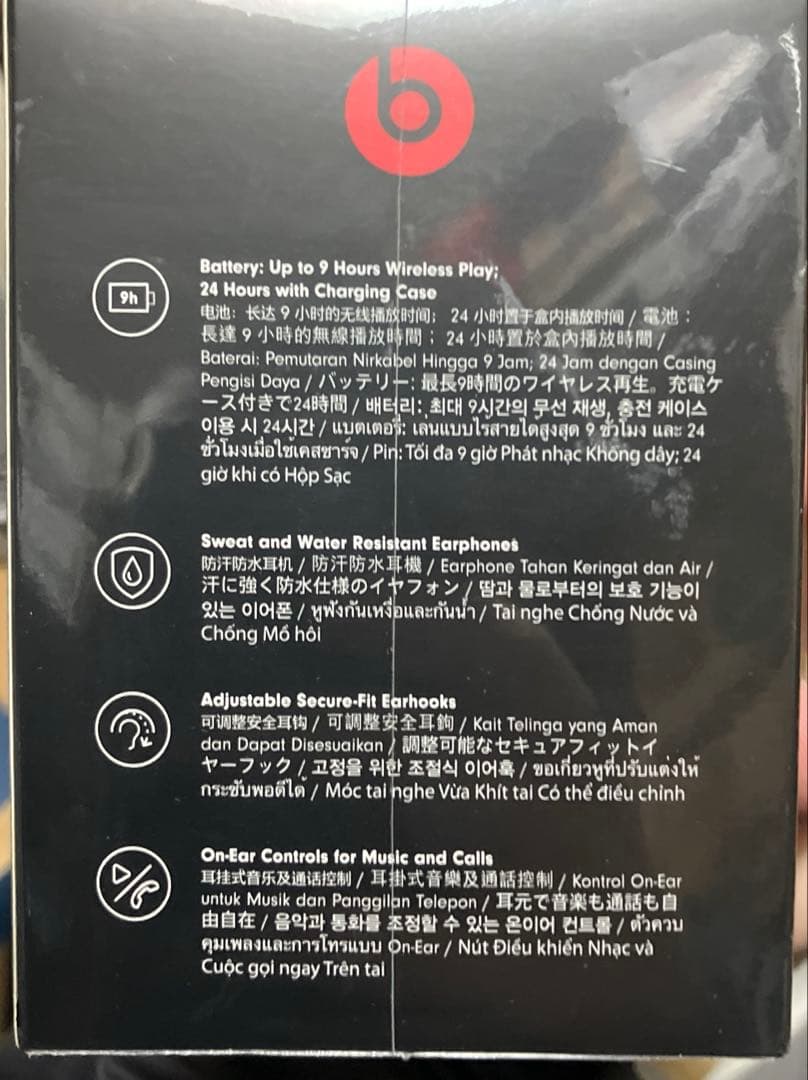 b
9h
Battery: Up to 9 Hours Wireless Play;
24 Hours with Charging Case
电池: 长达 9 小时的无线播放时间; 24 小时置于盒内播放时间 / 電池:
長達 9 小時的無線播放時間; 24 小時置於盒內播放時間 /
Baterai: Pemutaran Nirkabel Hingga 9 Jam; 24 Jam dengan Casing
Pengisi Daya / バッテリー: 最長9時間のワイヤレス再生。充電ケ
ース付きで24時間 / 배터리: 최대 9시간의 무선 재생, 충전 케이스
이용 시 24시간 / แบตเตอรี่: เล่นแบบไร้สายได้สูงสุด 9 ชั่วโมง และ 24
ชั่วโมงเมื่อใช้เคสชาร์จ / Pin: Tối đa 9 giờ Phát nhạc Không dây; 24
giờ khi có Hộp Sạc
Sweat and Water Resistant Earphones
防汗防水耳机 / 防汗防水耳機 / Earphone Tahan Keringat dan Air /
汗に強く防水仕様のイヤフォン / 땀과 물로부터의 보호 기능이
있는 이어폰 / หูฟังกันเหงื่อและกันน้ำ / Tai nghe Chống Nước và
Chống Mồ hôi
Adjustable Secure-Fit Earhooks
可调整安全耳钩 / 可調整安全耳鉤 / Kait Telinga yang Aman
dan Dapat Disesuaikan / 調整可能なセキュアフィットイ
ヤーフック / 고정을 위한 조절식 이어훅 / ขอเกี่ยวหูที่ปรับแต่งให้
กระชับพอดีได้ / Móc tai nghe Vừa Khít tai Có thể điều chỉnh
On-Ear Controls for Music and Calls
耳挂式音乐及通话控制 / 耳掛式音樂及通話控制 / Kontrol On-Ear
untuk Musik dan Panggilan Telepon / 耳元で音楽も通話も自
由自在 / 음악과 통화를 조정할 수 있는 온이어 컨트롤 / ตัวควบ
คุมเพลงและการโทรแบบ On-Ear / Nút Điều khiển Nhạc và
Cuộc gọi ngay Trên tai